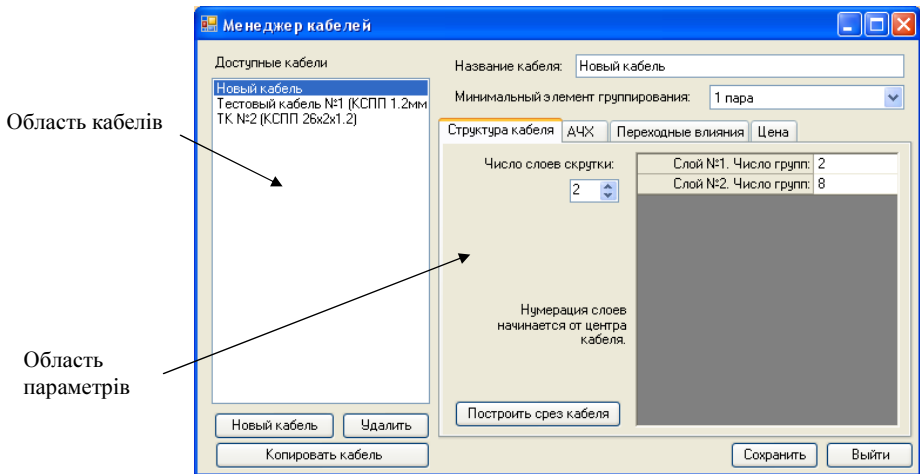 Менеджер кабелей
Доступные кабели
Новый кабель
Тестовый кабель №1 (КСПП 1.2мм
ТК №2 (КСПП 26x2x1.2)
Новый кабель
Удалить
Копировать кабель
Название кабеля: Новый кабель
Минимальный элемент группирования: 1 пара
Структура кабеля АЧХ Переходные влияния Цена
Число слоев скрутки:
2
Слой №1. Число групп: 2
Слой №2. Число групп: 8
Нумерация слоев
начинается от центра
кабеля.
Построить срез кабеля
Сохранить
Выйти
Область кабелів
Область
параметрів